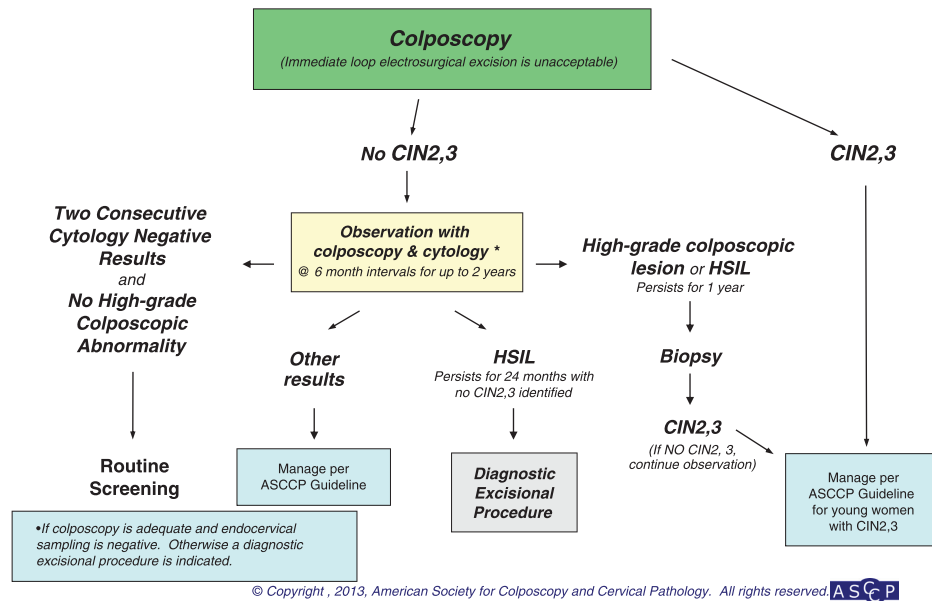 Colposcopy
(Immediate loop electrosurgical excision is unacceptable)
No CIN2,3
CIN2,3
Two Consecutive
Cytology Negative
Results
and
No High-grade
Colposcopic
Abnormality
Observation with
colposcopy & cytology *
@ 6 month intervals for up to 2 years
High-grade colposcopic
lesion or HSIL
Persists for 1 year
Other
results
HSIL
Persists for 24 months with
no CIN2,3 identified
Biopsy
CIN2,3
(If NO CIN2, 3,
continue observation)
Routine
Screening
Manage per
ASCCP Guideline
Diagnostic
Excisional
Procedure
Manage per
ASCCP Guideline
for young women
with CIN2,3
•If colposcopy is adequate and endocervical
sampling is negative. Otherwise a diagnostic
excisional procedure is indicated.
© Copyright , 2013, American Society for Colposcopy and Cervical Pathology. All rights reserved.
ASCCP